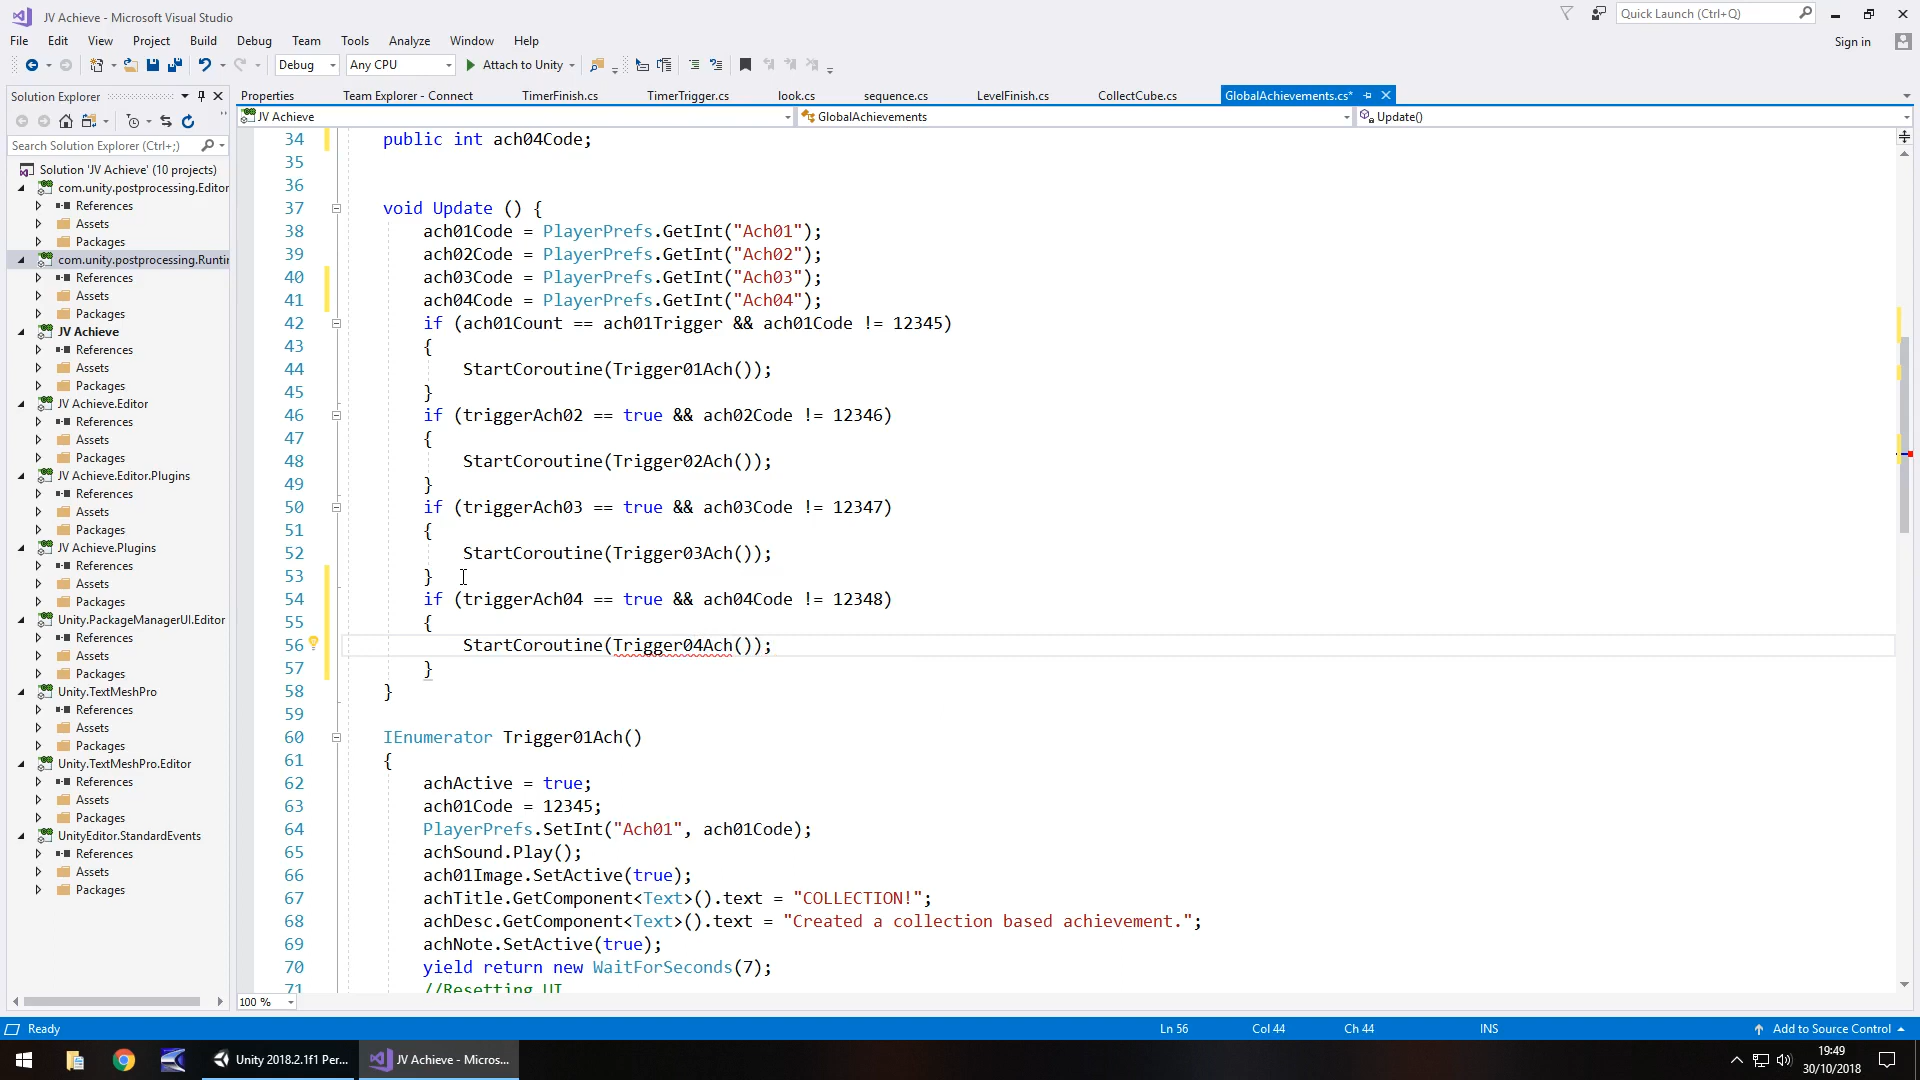 JV Achieve - Microsoft Visual Studio
Quick Launch (Ctrl+Q)
File Edit View Project Build Debug Team Tools Analyze Window Help
Sign in
Debug Any CPU Attach to Unity
Solution Explorer
Search Solution Explorer (Ctrl+;)
Solution 'JV Achieve' (10 projects)
com.unity.postprocessing.Editor
References
Assets
Packages
com.unity.postprocessing.Runti
References
Assets
Packages
JV Achieve
References
Assets
Packages
JV Achieve.Editor
References
Assets
Packages
JV Achieve.Editor.Plugins
References
Assets
Packages
JV Achieve.Plugins
References
Assets
Packages
Unity.PackageManagerUI.Editor
References
Assets
Packages
Unity.TextMeshPro
References
Assets
Packages
Unity.TextMeshPro.Editor
References
Assets
Packages
UnityEditor.StandardEvents
References
Assets
Packages
Properties Team Explorer - Connect TimerFinish.cs TimerTrigger.cs look.cs sequence.cs LevelFinish.cs CollectCube.cs GlobalAchievements.cs*
JV Achieve GlobalAchievements Update()
34 public int ach04Code;
35
36
37 void Update () {
38 ach01Code = PlayerPrefs.GetInt("Ach01");
39 ach02Code = PlayerPrefs.GetInt("Ach02");
40 ach03Code = PlayerPrefs.GetInt("Ach03");
41 ach04Code = PlayerPrefs.GetInt("Ach04");
42 if (ach01Count == ach01Trigger && ach01Code != 12345)
43 {
44 StartCoroutine(Trigger01Ach());
45 }
46 if (triggerAch02 == true && ach02Code != 12346)
47 {
48 StartCoroutine(Trigger02Ach());
49 }
50 if (triggerAch03 == true && ach03Code != 12347)
51 {
52 StartCoroutine(Trigger03Ach());
53 }
54 if (triggerAch04 == true && ach04Code != 12348)
55 {
56 StartCoroutine(Trigger04Ach());
57 }
58 }
59
60 IEnumerator Trigger01Ach()
61 {
62 achActive = true;
63 ach01Code = 12345;
64 PlayerPrefs.SetInt("Ach01", ach01Code);
65 achSound.Play();
66 ach01Image.SetActive(true);
67 achTitle.GetComponent<Text>().text = "COLLECTION!";
68 achDesc.GetComponent<Text>().text = "Created a collection based achievement.";
69 achNote.SetActive(true);
70 yield return new WaitForSeconds(7);
71 //Resetting UI
100 %
Ready Ln 56 Col 44 Ch 44 INS Add to Source Control
Unity 2018.2.1f1 Per... JV Achieve - Micros...
19:49
30/10/2018